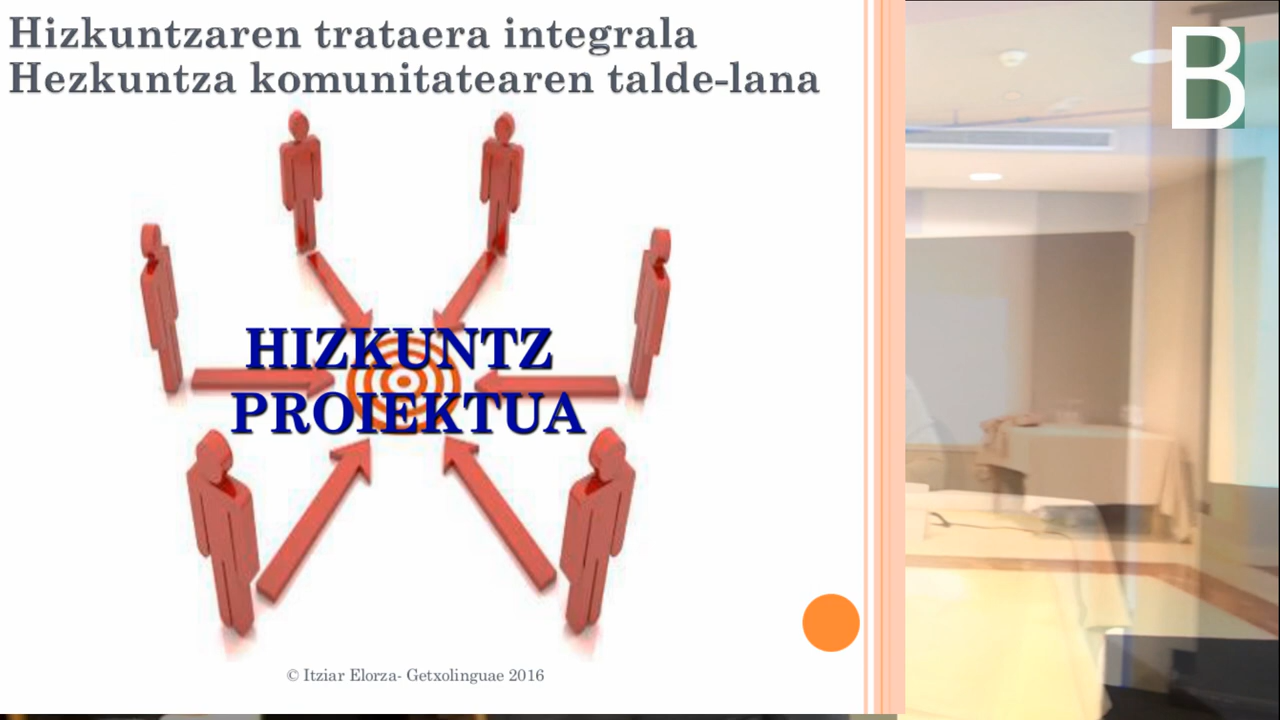 Hizkuntzaren trataera integrala
Hezkuntza komunitatearen talde-lana
HIZKUNTZ
PROIEKTUA
© Itziar Elorza- Getxolinguae 2016
B